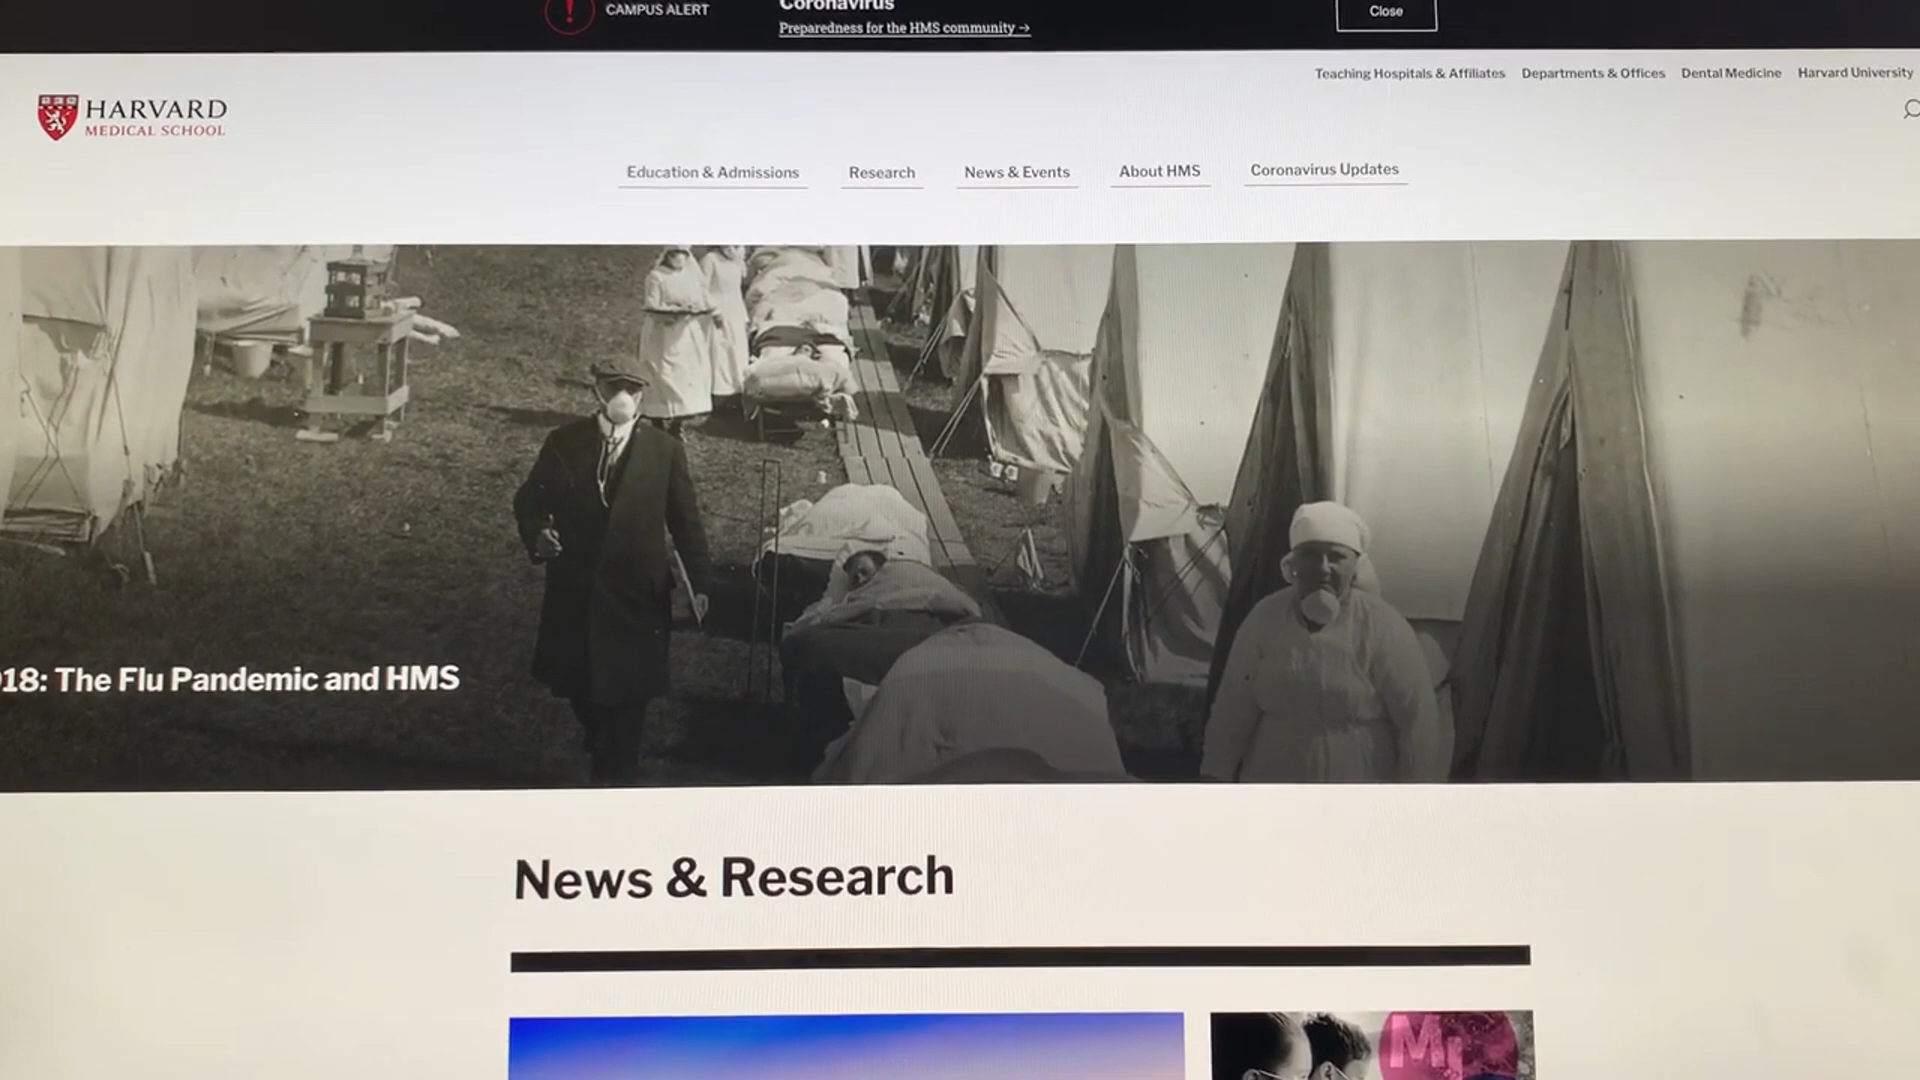 CAMPUS ALERT
Coronavirus
Preparedness for the HMS community →
Close
Teaching Hospitals & Affiliates
Departments & Offices
Dental Medicine
Harvard University
HARVARD
MEDICAL SCHOOL
Education & Admissions
Research
News & Events
About HMS
Coronavirus Updates
18: The Flu Pandemic and HMS
News & Research